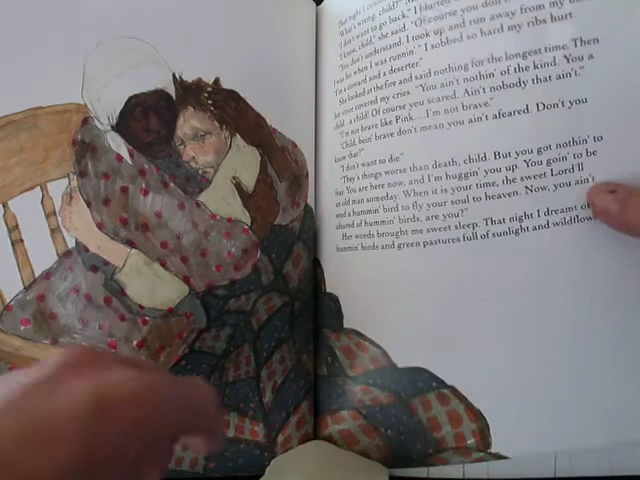 That night I
"What's wrong, child?"
"I don't want to go back," I blurted
"I know, child," she said. "Of course you don't
"You don't understand. I took up and run away from my
was hit when I was runnin'." I sobbed so hard my ribs hurt.
"I'm a coward and a deserter."
She looked at the fire and said nothing for the longest time. Then
her voice covered my cries. "You ain't nothin' of the kind. You a
child...a child! Of course you scared. Ain't nobody that ain't."
"I'm not brave like Pink....I'm not brave."
"Child, bein' brave don't mean you ain't afeared. Don't you
know that?"
"I don't want to die."
"They's things worse than death, child. But you got nothin' to
fear. You are here now, and I'm huggin' you up. You goin' to be
an old man someday. When it is your time, the sweet Lord'll
send a hummin' bird to fly your soul to heaven. Now, you ain't
afeared of hummin' birds, are you?"
Her words brought me sweet sleep. That night I dreamt
hummin' birds and green pastures full of sunlight and